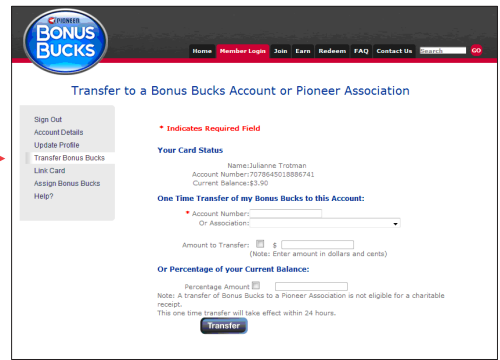 PIONEER
BONUS
BUCKS
Home Member Login Join Earn Redeem FAQ Contact Us Search GO
Transfer to a Bonus Bucks Account or Pioneer Association
Sign Out
Account Details
Update Profile
Transfer Bonus Bucks
Link Card
Assign Bonus Bucks
Help?
* Indicates Required Field
Your Card Status
Name:Julianne Trotman
Account Number:7078645018886741
Current Balance:$3.90
One Time Transfer of my Bonus Bucks to this Account:
* Account Number:
Or Association:
Amount to Transfer: $
(Note: Enter amount in dollars and cents)
Or Percentage of your Current Balance:
Percentage Amount
Note: A transfer of Bonus Bucks to a Pioneer Association is not eligible for a charitable
receipt.
This one time transfer will take effect within 24 hours.
Transfer